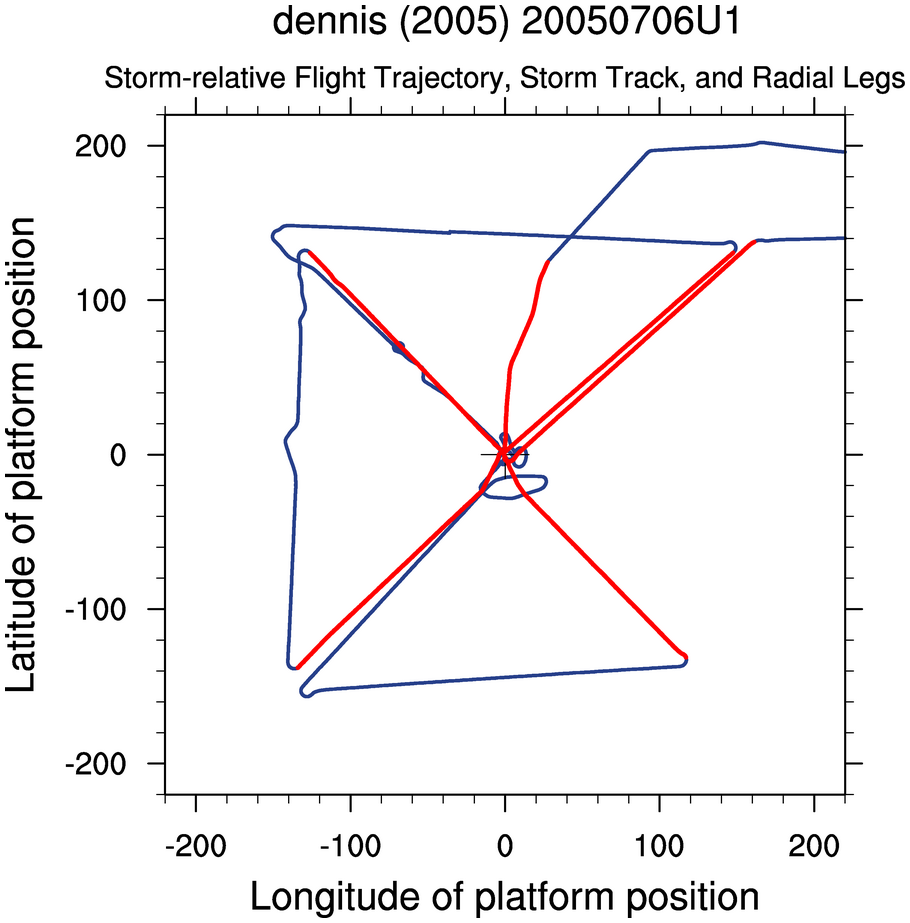 dennis (2005) 20050706U1
Storm-relative Flight Trajectory, Storm Track, and Radial Legs
200
100
0
-100
-200
Latitude of platform position
-200 -100 0 100 200
Longitude of platform position